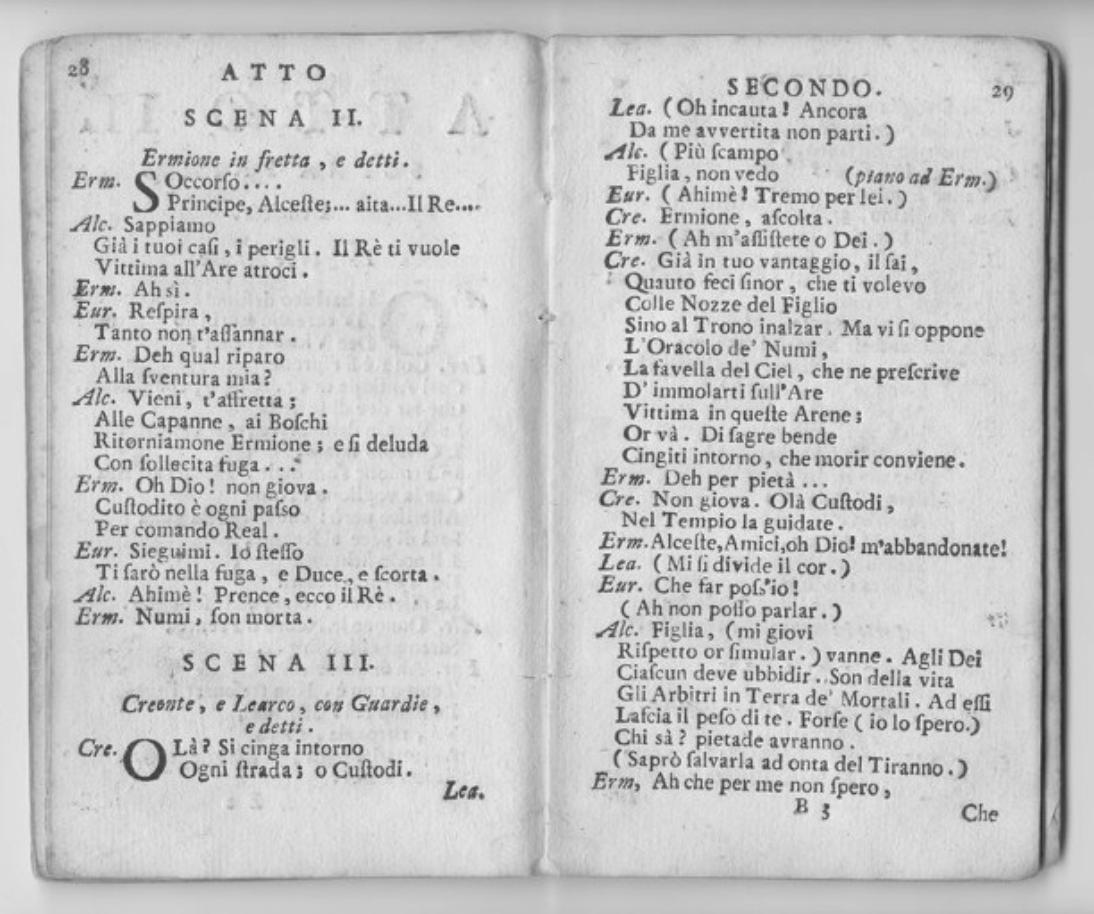 28
ATTO
SCENA II.
Ermione in fretta, e detti.
Erm. SOccorſo....
Principe, Alceſte;... aita...Il Re....
Alc. Sappiamo
Già i tuoi caſi, i perigli. Il Rè ti vuole
Vittima all'Are atroci.
Erm. Ah sì.
Eur. Reſpira,
Tanto non t'aſſannar.
Erm. Deh qual riparo
Alla ſventura mia?
Alc. Vieni, t'affretta;
Alle Capanne, ai Boſchi
Ritorniamone Ermione; e ſi deluda
Con ſollecita fuga...
Erm. Oh Dio! non giova.
Cuſtodito è ogni paſſo
Per comando Real.
Eur. Sieguimi. Io ſteſſo
Ti ſarò nella fuga, e Duce, e ſcorta.
Alc. Ahimè! Prence, ecco il Rè.
Erm. Numi, ſon morta.
SCENA III.
Creonte, e Learco, con Guardie,
e detti.
Cre. OLà? Si cinga intorno
Ogni ſtrada; o Cuſtodi.
Lea.
SECONDO.
29
Lea. (Oh incauta! Ancora
Da me avvertita non parti.)
Alc. (Più ſcampo
Figlia, non vedo (piano ad Erm.)
Eur. (Ahimè! Tremo per lei.)
Cre. Ermione, aſcolta.
Erm. (Ah m'aſſiſtete o Dei.)
Cre. Già in tuo vantaggio, il ſai,
Quauto feci ſinor, che ti volevo
Colle Nozze del Figlio
Sino al Trono inalzar. Ma vi ſi oppone
L'Oracolo de' Numi,
La favella del Ciel, che ne preſcrive
D' immolarti ſull'Are
Vittima in queſte Arene;
Or và. Di ſagre bende
Cingiti intorno, che morir conviene.
Erm. Deh per pietà ...
Cre. Non giova. Olà Cuſtodi,
Nel Tempio la guidate.
Erm. Alceſte, Amici, oh Dio! m'abbandonate!
Lea. (Mi ſi divide il cor.)
Eur. Che far poſs'io!
(Ah non poſſo parlar.)
Alc. Figlia, (mi giovi
Riſpetto or ſimular.) vanne. Agli Dei
Ciaſcun deve ubbidir. Son della vita
Gli Arbitri in Terra de' Mortali. Ad eſſi
Laſcia il peſo di te. Forſe (io lo ſpero.)
Chi sà? pietade avranno.
(Saprò ſalvarla ad onta del Tiranno.)
Erm, Ah che per me non ſpero,
B 3
Che